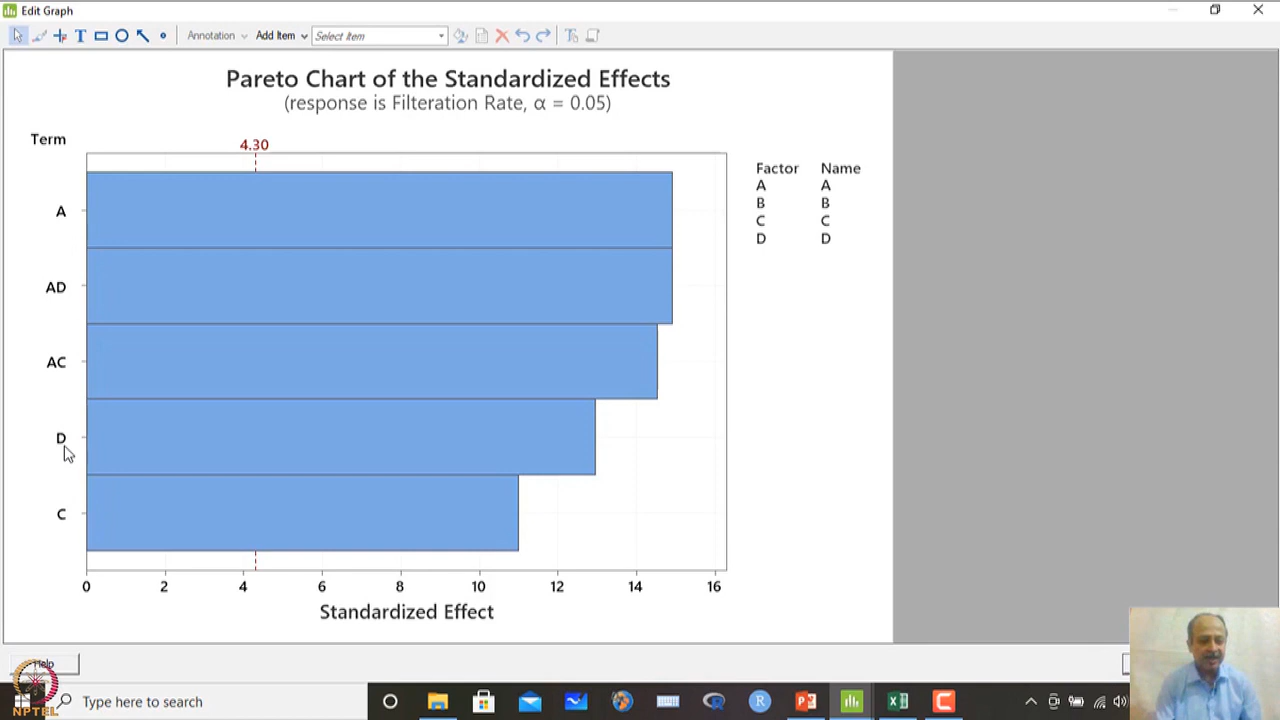 Edit Graph
T Annotation Add Item Select Item
Pareto Chart of the Standardized Effects
(response is Filteration Rate, α = 0.05)
Term
4.30
Factor Name
A A
B B
C C
D D
A
AD
AC
D
C
0 2 4 6 8 10 12 14 16
Standardized Effect
Help
NPTEL
Type here to search